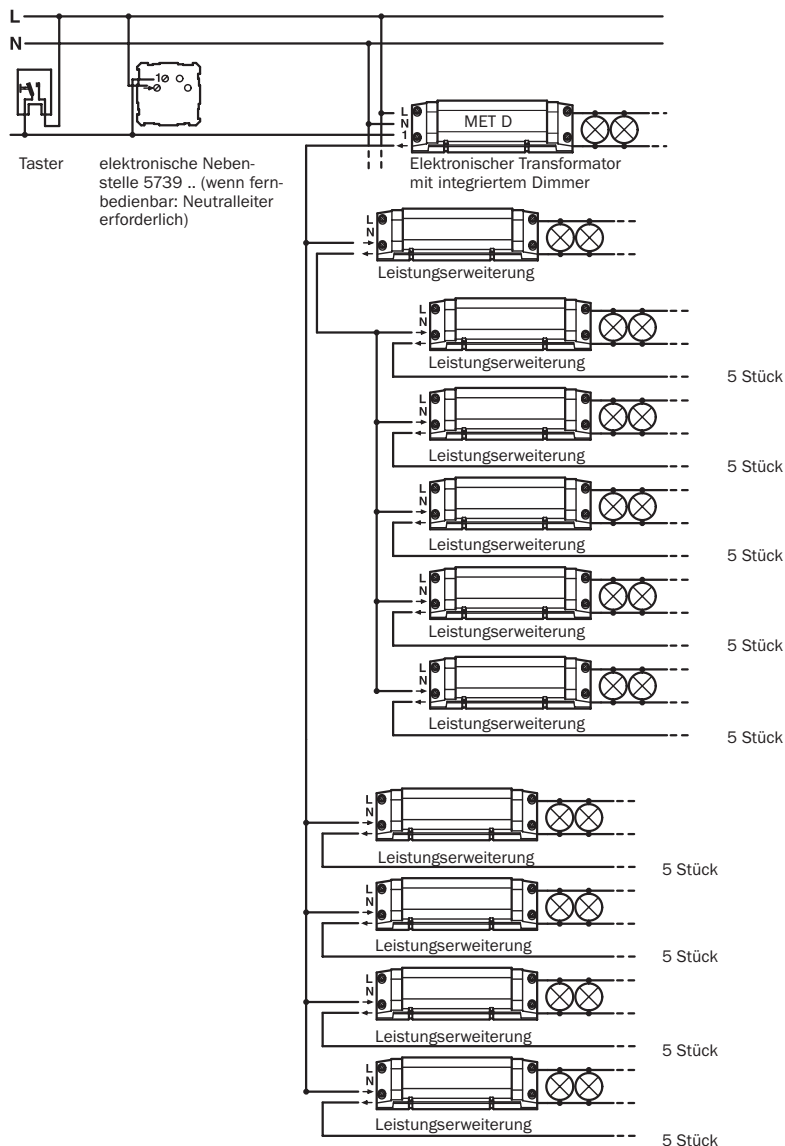 L
N
1
L
N
1
MET D
Taster
elektronische Neben-
stelle 5739 .. (wenn fern-
bedienbar: Neutralleiter
erforderlich)
Elektronischer Transformator
mit integriertem Dimmer
L
N
Leistungserweiterung
L
N
Leistungserweiterung
5 Stück
L
N
Leistungserweiterung
5 Stück
L
N
Leistungserweiterung
5 Stück
L
N
Leistungserweiterung
5 Stück
L
N
Leistungserweiterung
5 Stück
L
N
Leistungserweiterung
5 Stück
L
N
Leistungserweiterung
5 Stück
L
N
Leistungserweiterung
5 Stück
L
N
Leistungserweiterung
5 Stück